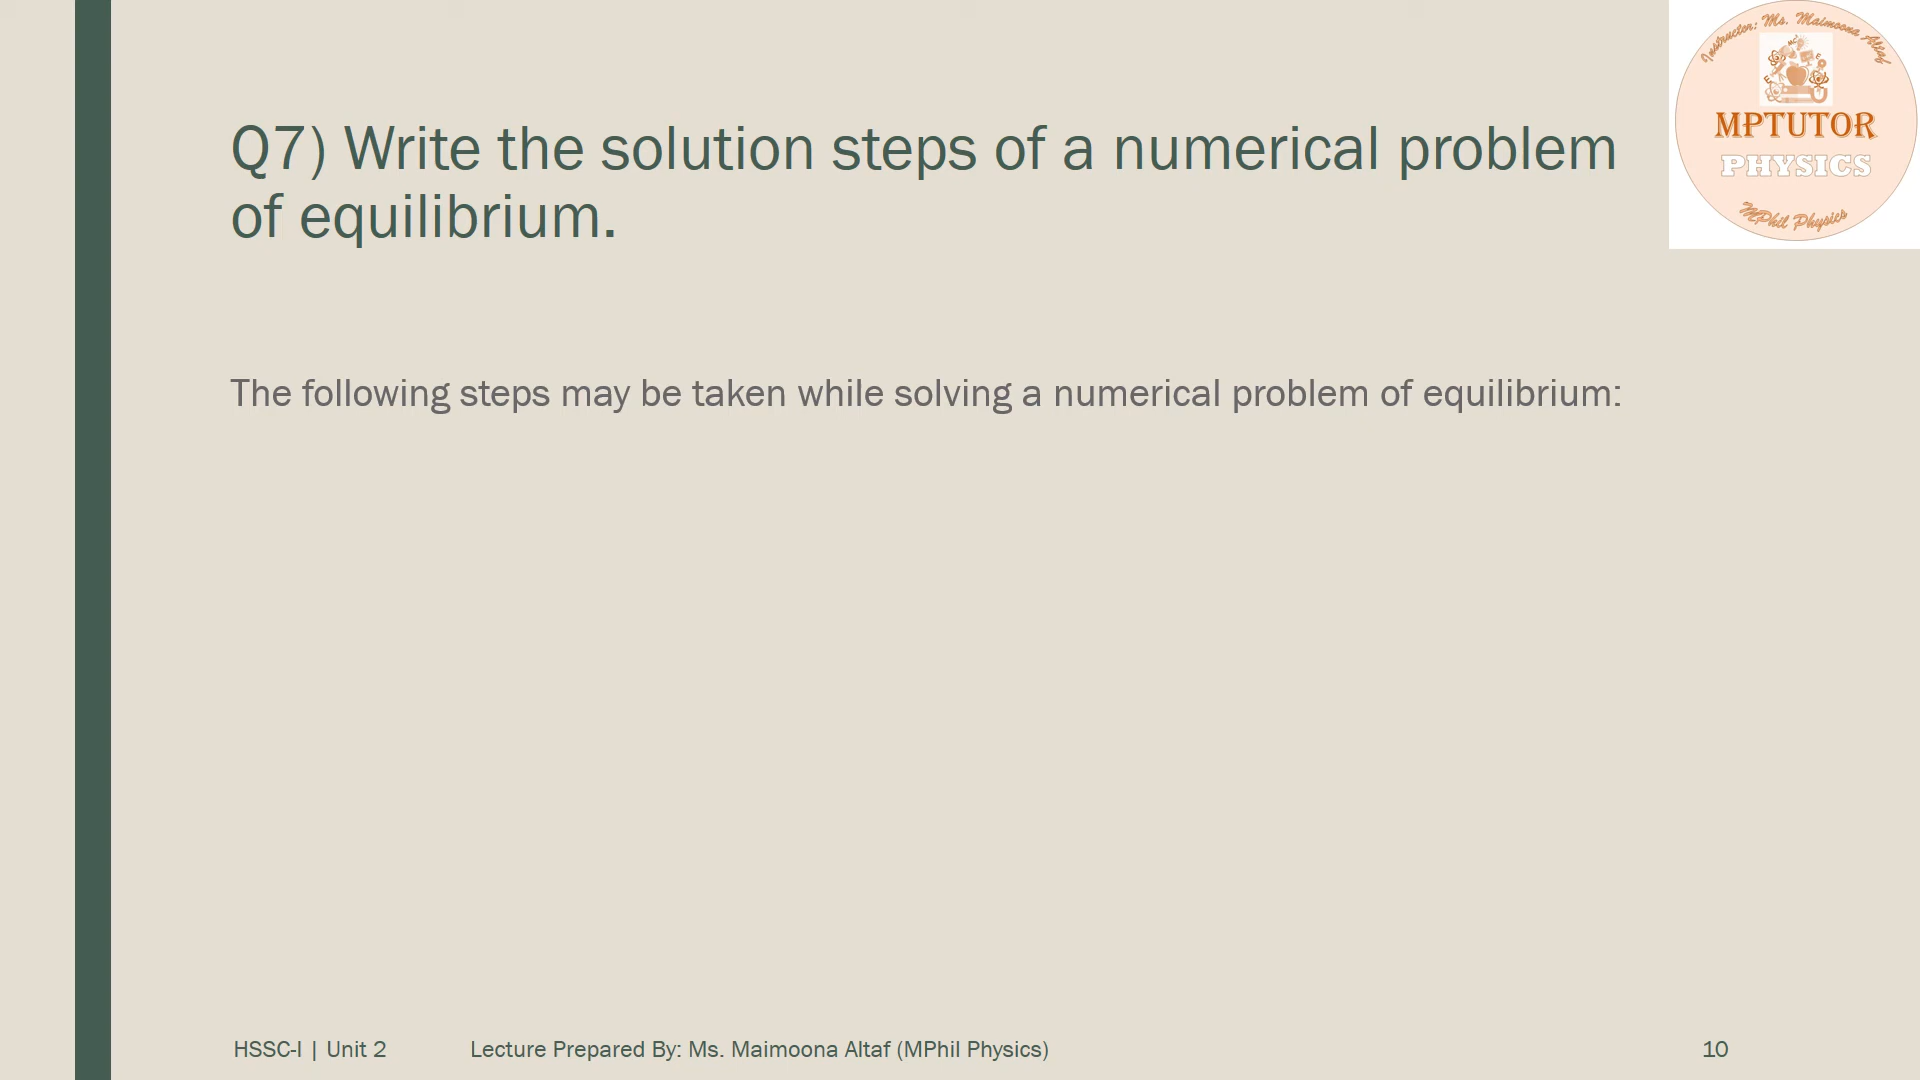 Instructor: Ms. Maimoona Altaf
MPTUTOR
PHYSICS
MPhil Physics
Q7) Write the solution steps of a numerical problem
of equilibrium.
The following steps may be taken while solving a numerical problem of equilibrium:
HSSC-I | Unit 2 Lecture Prepared By: Ms. Maimoona Altaf (MPhil Physics) 10